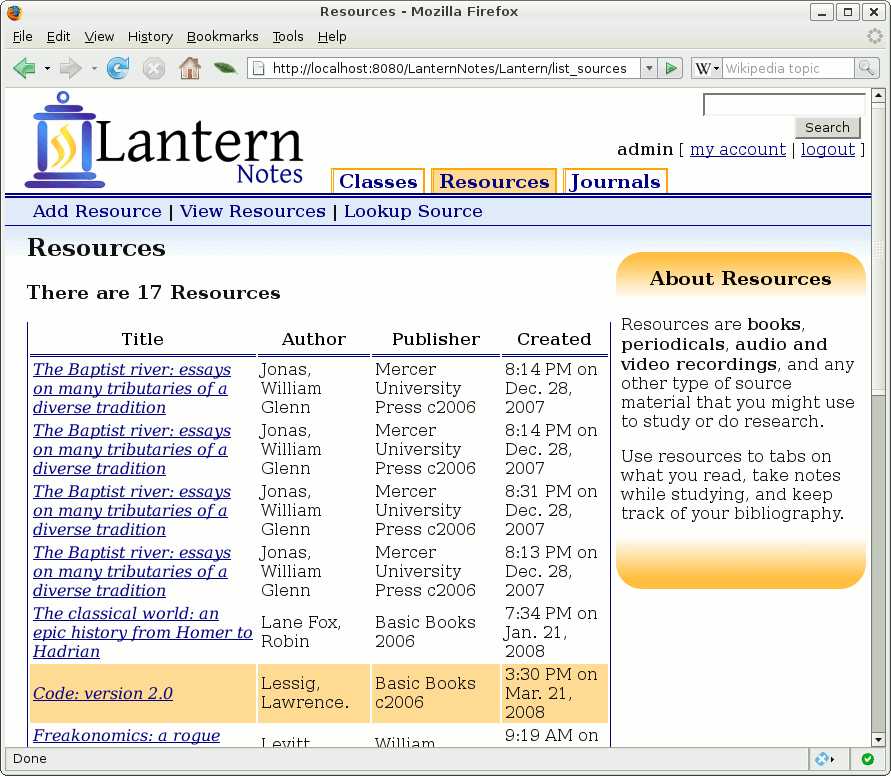 Resources - Mozilla Firefox
File Edit View History Bookmarks Tools Help
http://localhost:8080/LanternNotes/Lantern/list_sources
W Wikipedia topic
Lantern
Notes
Search
admin [ my account | logout ]
Classes Resources Journals
Add Resource | View Resources | Lookup Source
Resources
There are 17 Resources
Title Author Publisher Created
The Baptist river: essays
on many tributaries of a
diverse tradition
Jonas,
William
Glenn
Mercer
University
Press c2006
8:14 PM on
Dec. 28,
2007
The Baptist river: essays
on many tributaries of a
diverse tradition
Jonas,
William
Glenn
Mercer
University
Press c2006
8:14 PM on
Dec. 28,
2007
The Baptist river: essays
on many tributaries of a
diverse tradition
Jonas,
William
Glenn
Mercer
University
Press c2006
8:31 PM on
Dec. 28,
2007
The Baptist river: essays
on many tributaries of a
diverse tradition
Jonas,
William
Glenn
Mercer
University
Press c2006
8:13 PM on
Dec. 28,
2007
The classical world: an
epic history from Homer to
Hadrian
Lane Fox,
Robin
Basic Books
2006
7:34 PM on
Jan. 21,
2008
Code: version 2.0
Lessig,
Lawrence.
Basic Books
c2006
3:30 PM on
Mar. 21,
2008
Freakonomics: a rogue
Levitt
William
9:19 AM on
About Resources
Resources are books,
periodicals, audio and
video recordings, and any
other type of source
material that you might use
to study or do research.
Use resources to tabs on
what you read, take notes
while studying, and keep
track of your bibliography.
Done